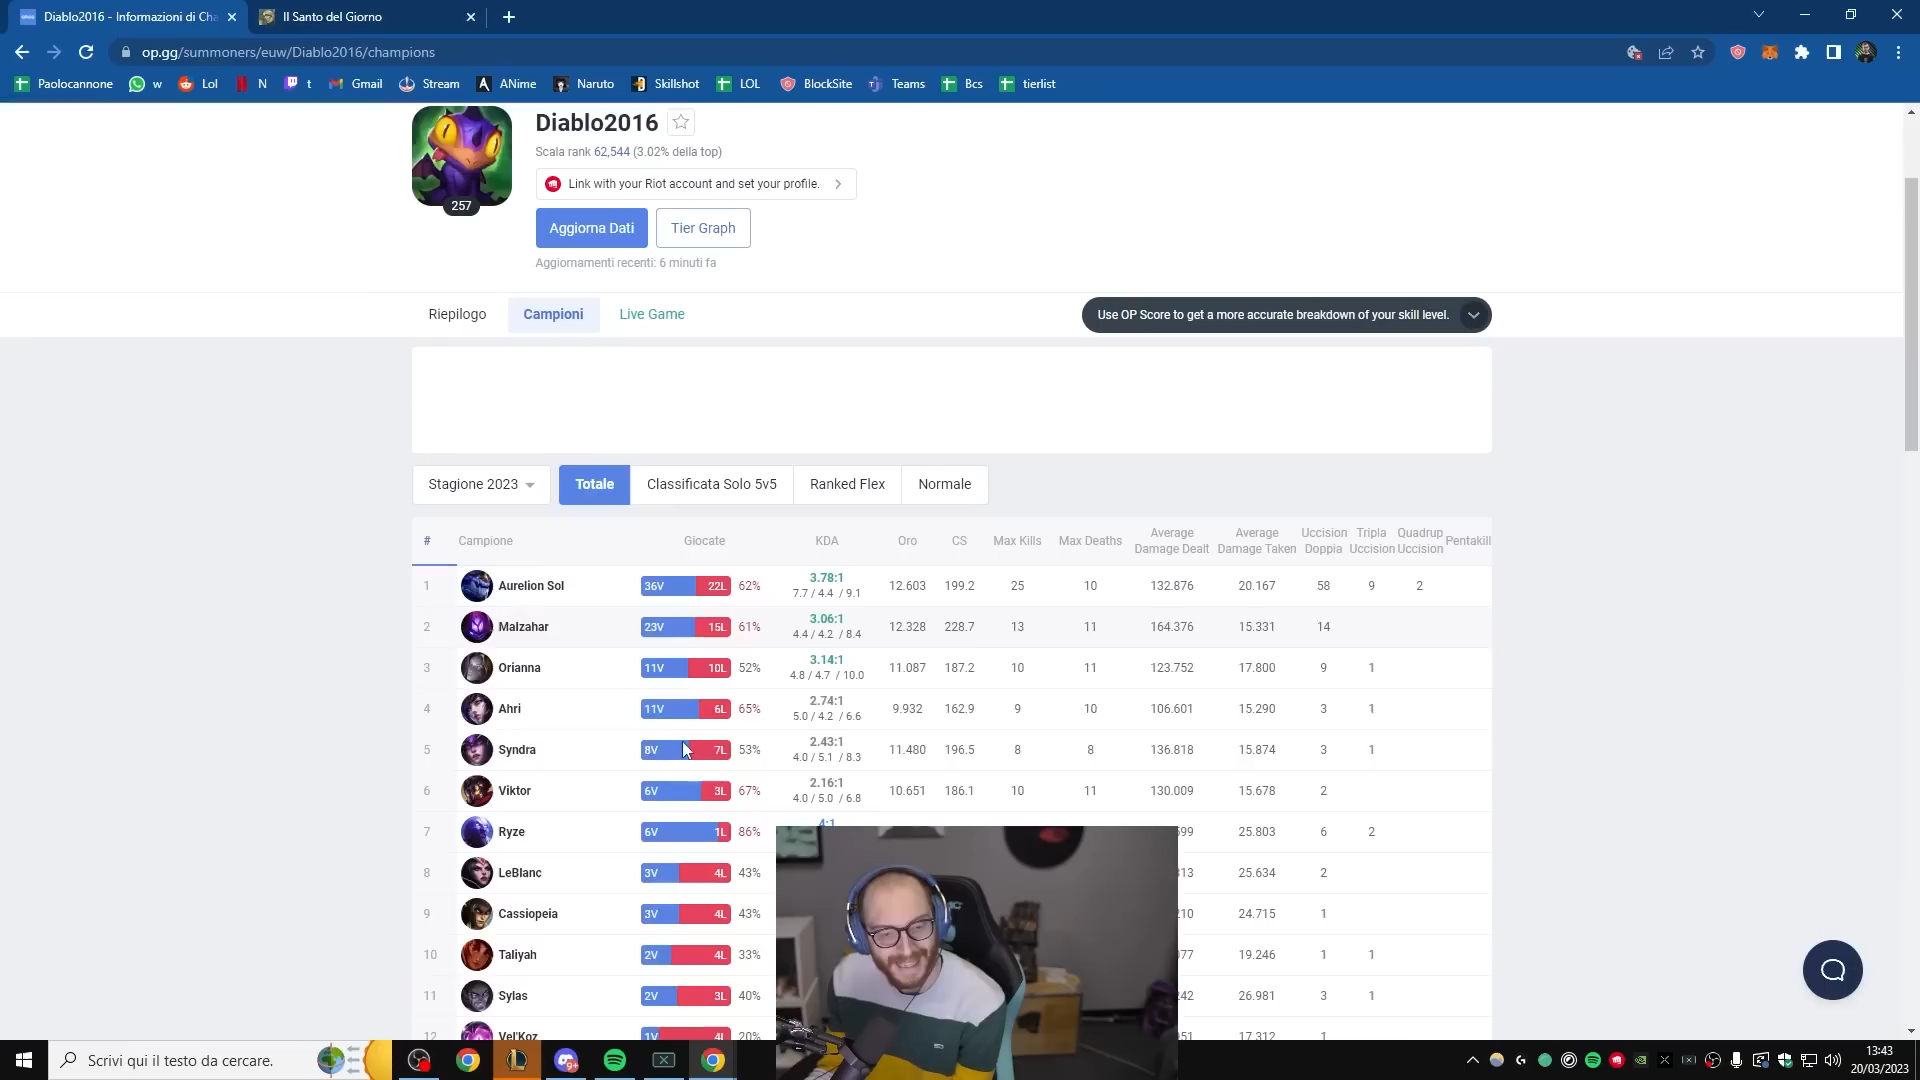 Diablo2016 - Informazioni di Cha
Il Santo del Giorno
op.gg/summoners/euw/Diablo2016/champions
Paolocannone w Lol N t Gmail Stream ANime Naruto Skillshot LOL BlockSite Teams Bcs tierlist
Diablo2016
257
Scala rank 62,544 (3.02% della top)
Link with your Riot account and set your profile.
Aggiorna Dati Tier Graph
Aggiornamenti recenti: 6 minuti fa
Riepilogo Campioni Live Game
Use OP Score to get a more accurate breakdown of your skill level.
Stagione 2023 Totale Classificata Solo 5v5 Ranked Flex Normale
# Campione Giocate KDA Oro CS Max Kills Max Deaths Average Damage Dealt Average Damage Taken Uccision Doppia Tripla Uccision Quadrup Uccision Pentakill
1 Aurelion Sol 36V 22L 62% 3.78:1 7.7 / 4.4 / 9.1 12.603 199.2 25 10 132.876 20.167 58 9 2
2 Malzahar 23V 15L 61% 3.06:1 4.4 / 4.2 / 8.4 12.328 228.7 13 11 164.376 15.331 14
3 Orianna 11V 10L 52% 3.14:1 4.8 / 4.7 / 10.0 11.087 187.2 10 11 123.752 17.800 9 1
4 Ahri 11V 6L 65% 2.74:1 5.0 / 4.2 / 6.6 9.932 162.9 9 10 106.601 15.290 3 1
5 Syndra 8V 7L 53% 2.43:1 4.0 / 5.1 / 8.3 11.480 196.5 8 8 136.818 15.874 3 1
6 Viktor 6V 3L 67% 2.16:1 4.0 / 5.0 / 6.8 10.651 186.1 10 11 130.009 15.678 2
7 Ryze 6V 1L 86% 4:1 25.803 6 2
8 LeBlanc 3V 4L 43% 25.634 2
9 Cassiopeia 3V 4L 43% 24.715 1
10 Taliyah 2V 4L 33% 19.246 1 1
11 Sylas 2V 3L 40% 26.981 3 1
12 Vel'Koz 1V 4L 20% 17.312 1
Scrivi qui il testo da cercare.
13:43
20/03/2023